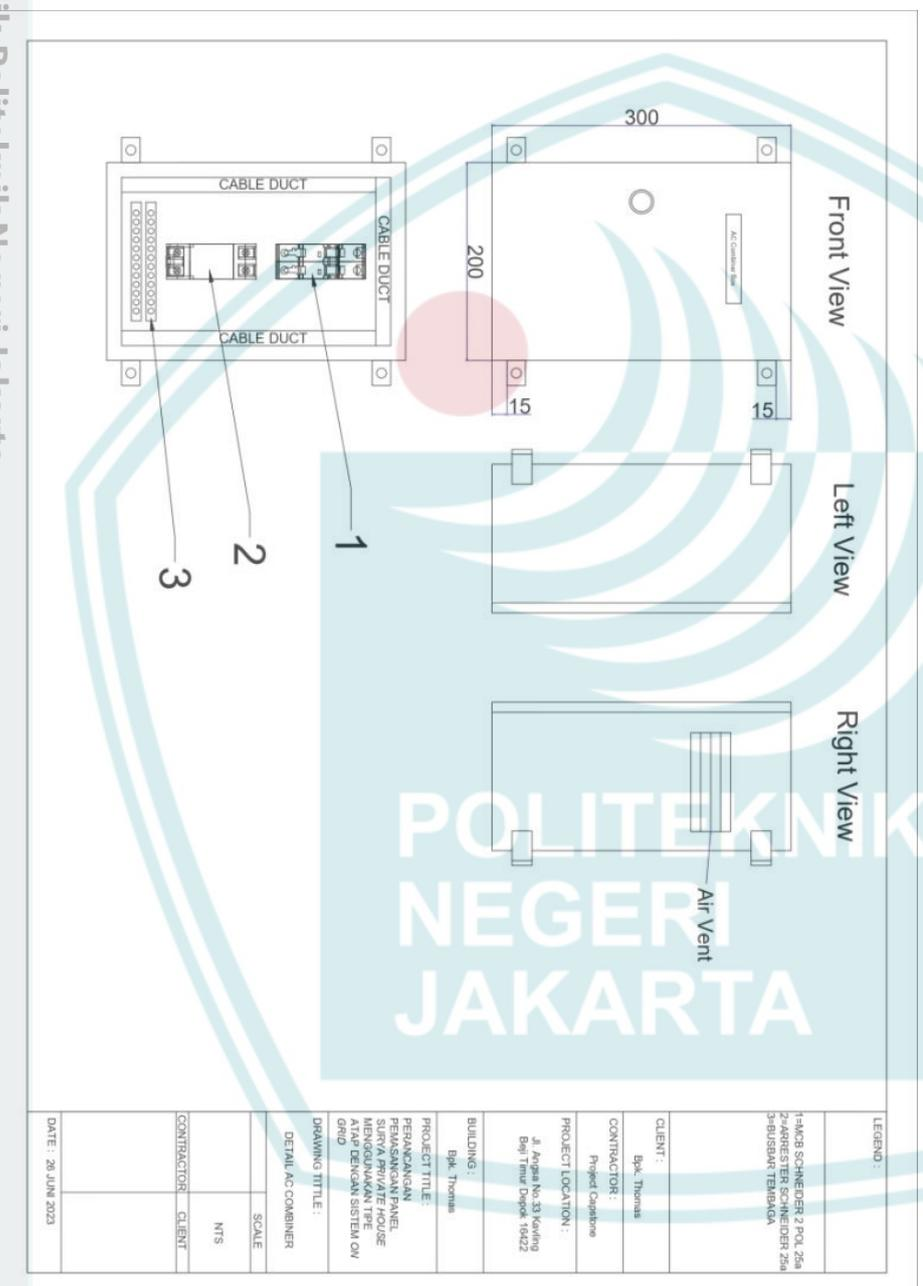 Front View
Left View
Right View
300
200
15
15
AC Combiner Box
Air Vent
CABLE DUCT
CABLE DUCT
CABLE DUCT
1
2
3
POLITEKNIK
NEGERI
JAKARTA
LEGEND :
1=MCB SCHNEIDER 2 POL 25a
2=ARRESTER SCHNEIDER 25a
3=BUSBAR TEMBAGA
CLIENT :
Bpk. Thomas
CONTRACTOR :
Project Capstone
PROJECT LOCATION :
Jl. Angsa No.33 Kavling
Beji Timur Depok 16422
BUILDING :
Bpk. Thomas
PROJECT TITLE :
PERANCANGAN
PEMASANGAN PANEL
SURYA PRIVATE HOUSE
MENGGUNAKAN TIPE
ATAP DENGAN SISTEM ON
GRID
DRAWING TITTLE :
DETAIL AC COMBINER
SCALE
NTS
CONTRACTOR
CLIENT
DATE : 26 JUNI 2023